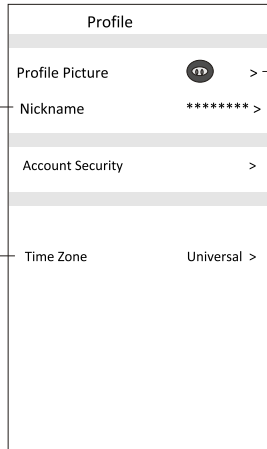 Profile
Profile Picture >
Nickname ******** >
Account Security >
Time Zone Universal >